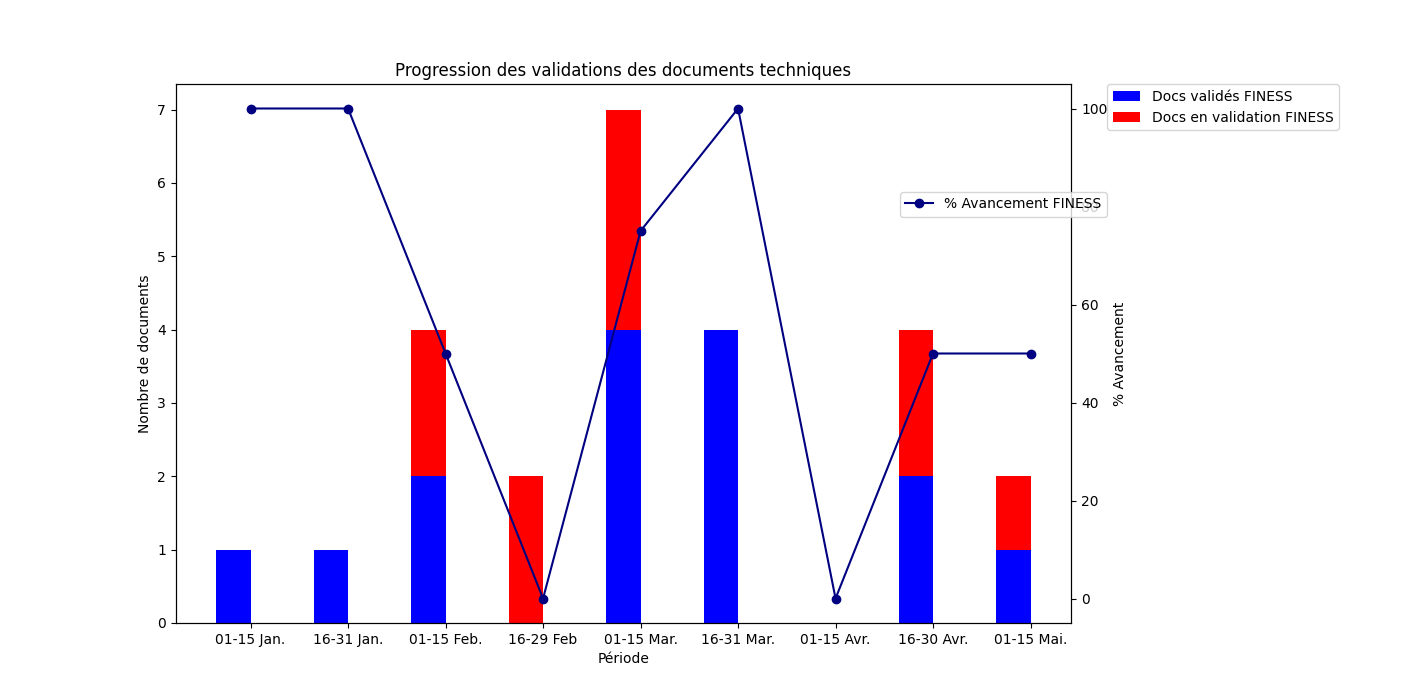 Progression des validations des documents techniques
Docs validés FINESS
Docs en validation FINESS
% Avancement FINESS
Nombre de documents
7
6
5
4
3
2
1
0
100
80
60
40
20
0
% Avancement
01-15 Jan.
16-31 Jan.
01-15 Feb.
16-29 Feb
01-15 Mar.
16-31 Mar.
01-15 Avr.
16-30 Avr.
01-15 Mai.
Période